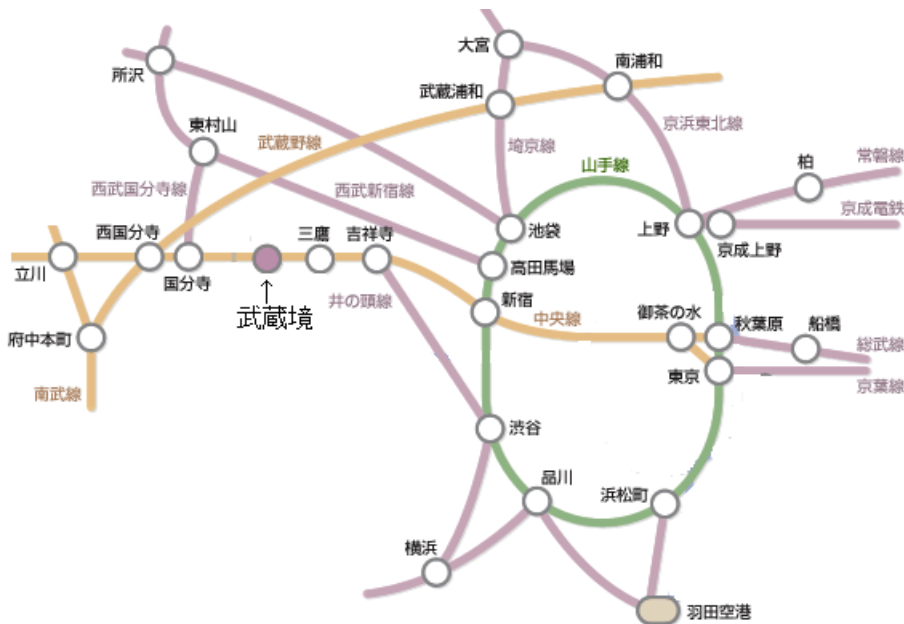 大宮
南浦和
所沢
武蔵浦和
東村山
武蔵野線
埼京線
京浜東北線
山手線
柏
常磐線
西武国分寺線
西武新宿線
京成電鉄
池袋
上野
京成上野
西国分寺
三鷹
吉祥寺
高田馬場
立川
国分寺
新宿
井の頭線
↑
武蔵境
中央線
御茶の水
秋葉原
船橋
府中本町
総武線
東京
京葉線
南武線
渋谷
品川
浜松町
横浜
羽田空港